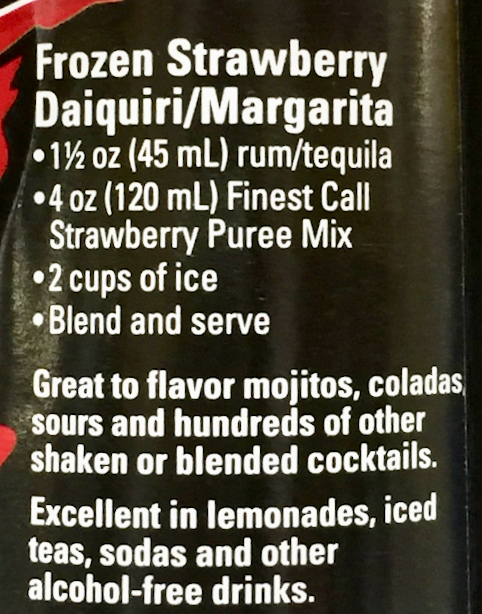 Frozen Strawberry
Daiquiri/Margarita
•1½ oz (45 mL) rum/tequila
•4 oz (120 mL) Finest Call
Strawberry Puree Mix
•2 cups of ice
•Blend and serve
Great to flavor mojitos, coladas,
sours and hundreds of other
shaken or blended cocktails.
Excellent in lemonades, iced
teas, sodas and other
alcohol-free drinks.